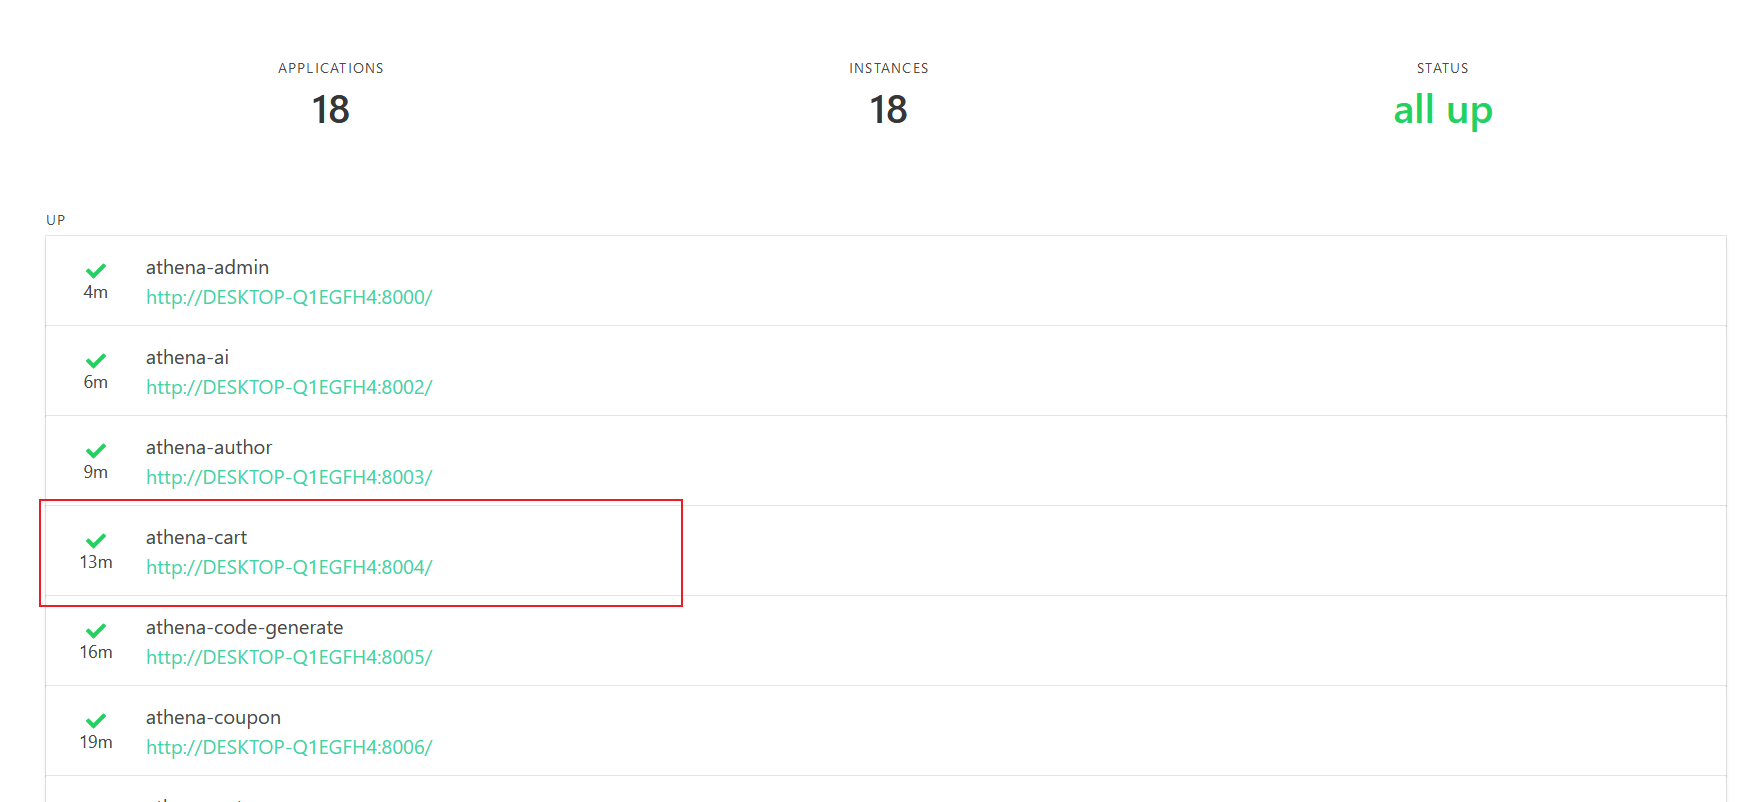 APPLICATIONS
18
INSTANCES
18
STATUS
all up
UP
athena-admin
4m
http://DESKTOP-Q1EGFH4:8000/
athena-ai
6m
http://DESKTOP-Q1EGFH4:8002/
athena-author
9m
http://DESKTOP-Q1EGFH4:8003/
athena-cart
13m
http://DESKTOP-Q1EGFH4:8004/
athena-code-generate
16m
http://DESKTOP-Q1EGFH4:8005/
athena-coupon
19m
http://DESKTOP-Q1EGFH4:8006/